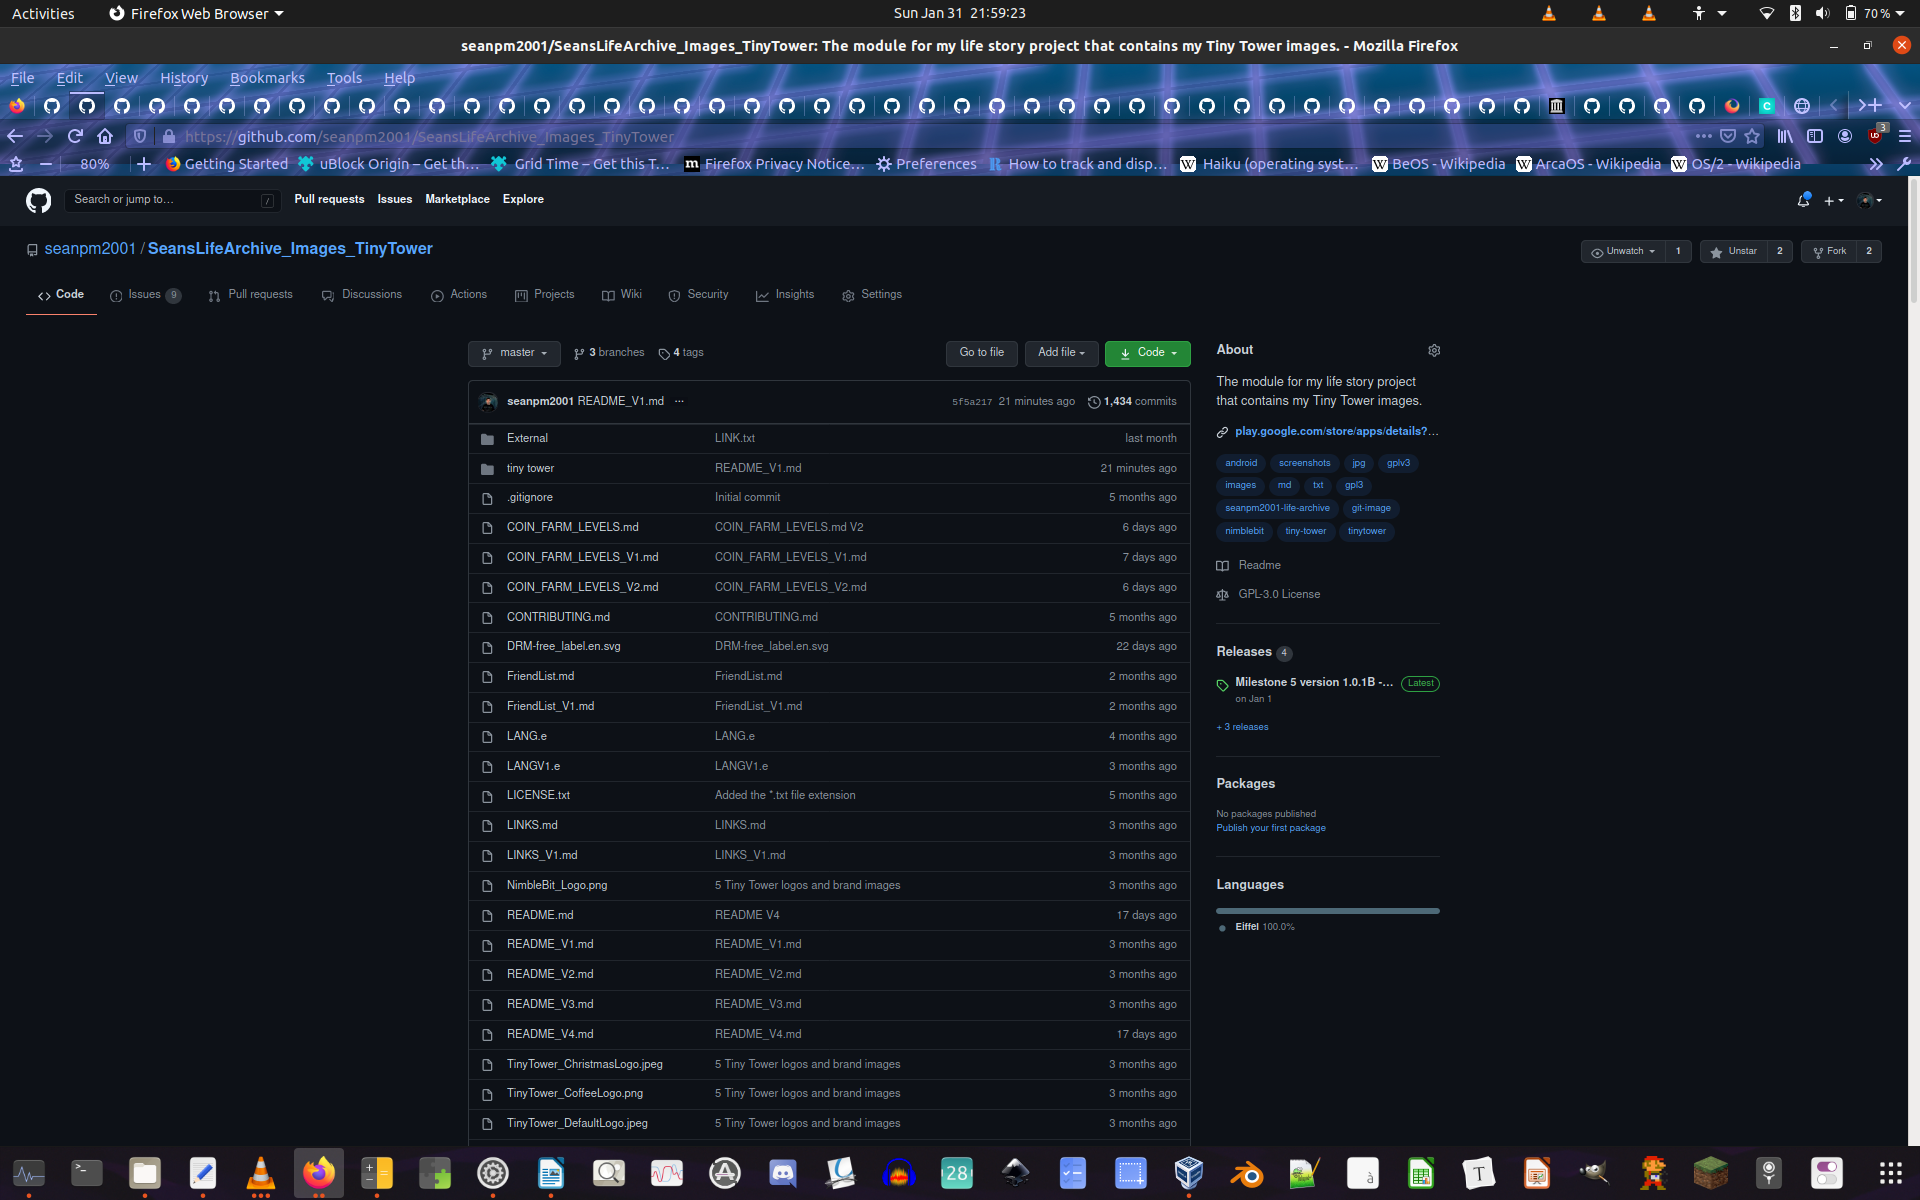 Activities Firefox Web Browser Sun Jan 31 21:59:23 70 %
seanpm2001/SeansLifeArchive_Images_TinyTower: The module for my life story project that contains my Tiny Tower images. - Mozilla Firefox
File Edit View History Bookmarks Tools Help
https://github.com/seanpm2001/SeansLifeArchive_Images_TinyTower 3
80% Getting Started uBlock Origin – Get th… Grid Time – Get this T… Firefox Privacy Notice… Preferences How to track and disp… Haiku (operating syst… BeOS - Wikipedia ArcaOS - Wikipedia OS/2 - Wikipedia
Search or jump to… / Pull requests Issues Marketplace Explore
seanpm2001 / SeansLifeArchive_Images_TinyTower Unwatch 1 Unstar 2 Fork 2
Code Issues 9 Pull requests Discussions Actions Projects Wiki Security Insights Settings
master 3 branches 4 tags Go to file Add file Code
seanpm2001 README_V1.md ... 5f5a217 21 minutes ago 1,434 commits
External LINK.txt last month
tiny tower README_V1.md 21 minutes ago
.gitignore Initial commit 5 months ago
COIN_FARM_LEVELS.md COIN_FARM_LEVELS.md V2 6 days ago
COIN_FARM_LEVELS_V1.md COIN_FARM_LEVELS_V1.md 7 days ago
COIN_FARM_LEVELS_V2.md COIN_FARM_LEVELS_V2.md 6 days ago
CONTRIBUTING.md CONTRIBUTING.md 5 months ago
DRM-free_label.en.svg DRM-free_label.en.svg 22 days ago
FriendList.md FriendList.md 2 months ago
FriendList_V1.md FriendList_V1.md 2 months ago
LANG.e LANG.e 4 months ago
LANGV1.e LANGV1.e 3 months ago
LICENSE.txt Added the *.txt file extension 5 months ago
LINKS.md LINKS.md 3 months ago
LINKS_V1.md LINKS_V1.md 3 months ago
NimbleBit_Logo.png 5 Tiny Tower logos and brand images 3 months ago
README.md README V4 17 days ago
README_V1.md README_V1.md 3 months ago
README_V2.md README_V2.md 3 months ago
README_V3.md README_V3.md 3 months ago
README_V4.md README_V4.md 17 days ago
TinyTower_ChristmasLogo.jpeg 5 Tiny Tower logos and brand images 3 months ago
TinyTower_CoffeeLogo.png 5 Tiny Tower logos and brand images 3 months ago
TinyTower_DefaultLogo.jpeg 5 Tiny Tower logos and brand images 3 months ago
About
The module for my life story project
that contains my Tiny Tower images.
play.google.com/store/apps/details?…
android screenshots jpg gplv3
images md txt gpl3
seanpm2001-life-archive git-image
nimblebit tiny-tower tinytower
Readme
GPL-3.0 License
Releases 4
Milestone 5 version 1.0.1B -… Latest
on Jan 1
+ 3 releases
Packages
No packages published
Publish your first package
Languages
Eiffel 100.0%
28